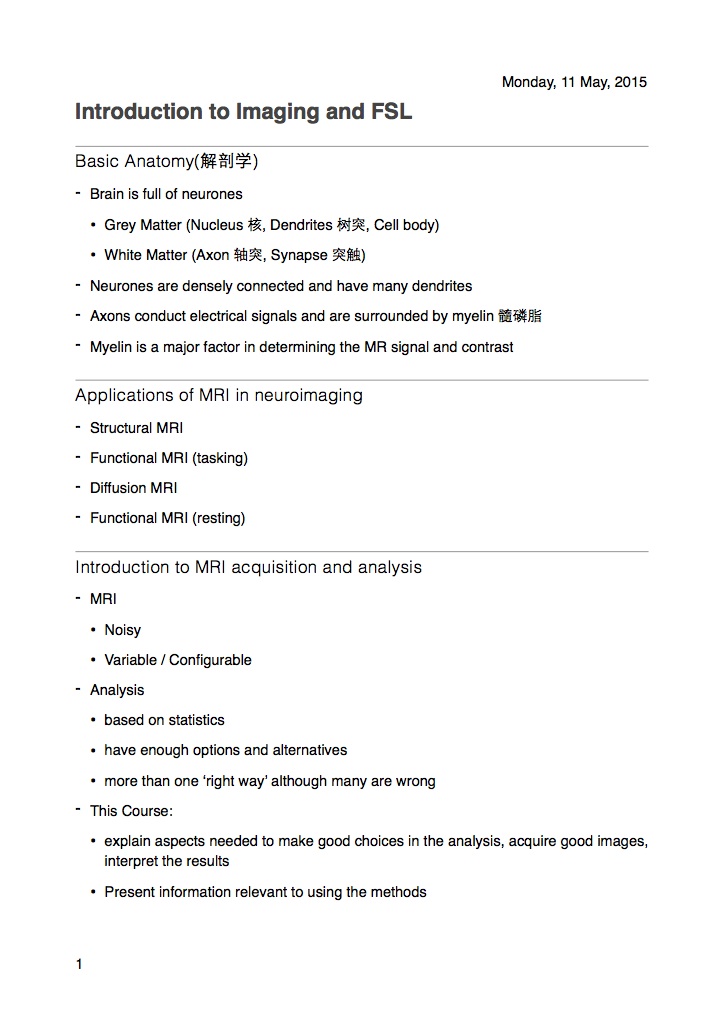 Monday, 11 May, 2015
Introduction to Imaging and FSL
Basic Anatomy(解剖学)
- Brain is full of neurones
• Grey Matter (Nucleus 核, Dendrites 树突, Cell body)
• White Matter (Axon 轴突, Synapse 突触)
- Neurones are densely connected and have many dendrites
- Axons conduct electrical signals and are surrounded by myelin 髓磷脂
- Myelin is a major factor in determining the MR signal and contrast
Applications of MRI in neuroimaging
- Structural MRI
- Functional MRI (tasking)
- Diffusion MRI
- Functional MRI (resting)
Introduction to MRI acquisition and analysis
- MRI
• Noisy
• Variable / Configurable
- Analysis
• based on statistics
• have enough options and alternatives
• more than one ‘right way’ although many are wrong
- This Course:
• explain aspects needed to make good choices in the analysis, acquire good images,
interpret the results
• Present information relevant to using the methods
1